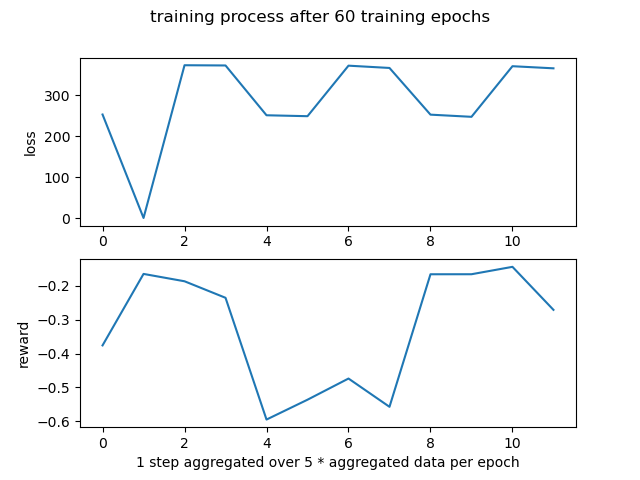 training process after 60 training epochs
300
200
100
0
loss
0 2 4 6 8 10
−0.2
−0.3
−0.4
−0.5
−0.6
reward
0 2 4 6 8 10
1 step aggregated over 5 * aggregated data per epoch